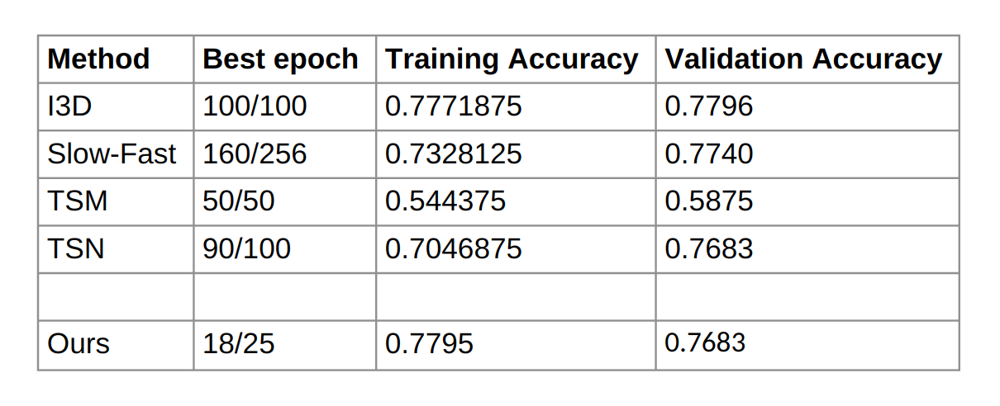 Method Best epoch Training Accuracy Validation Accuracy
I3D 100/100 0.7771875 0.7796
Slow-Fast 160/256 0.7328125 0.7740
TSM 50/50 0.544375 0.5875
TSN 90/100 0.7046875 0.7683
Ours 18/25 0.7795 0.7683